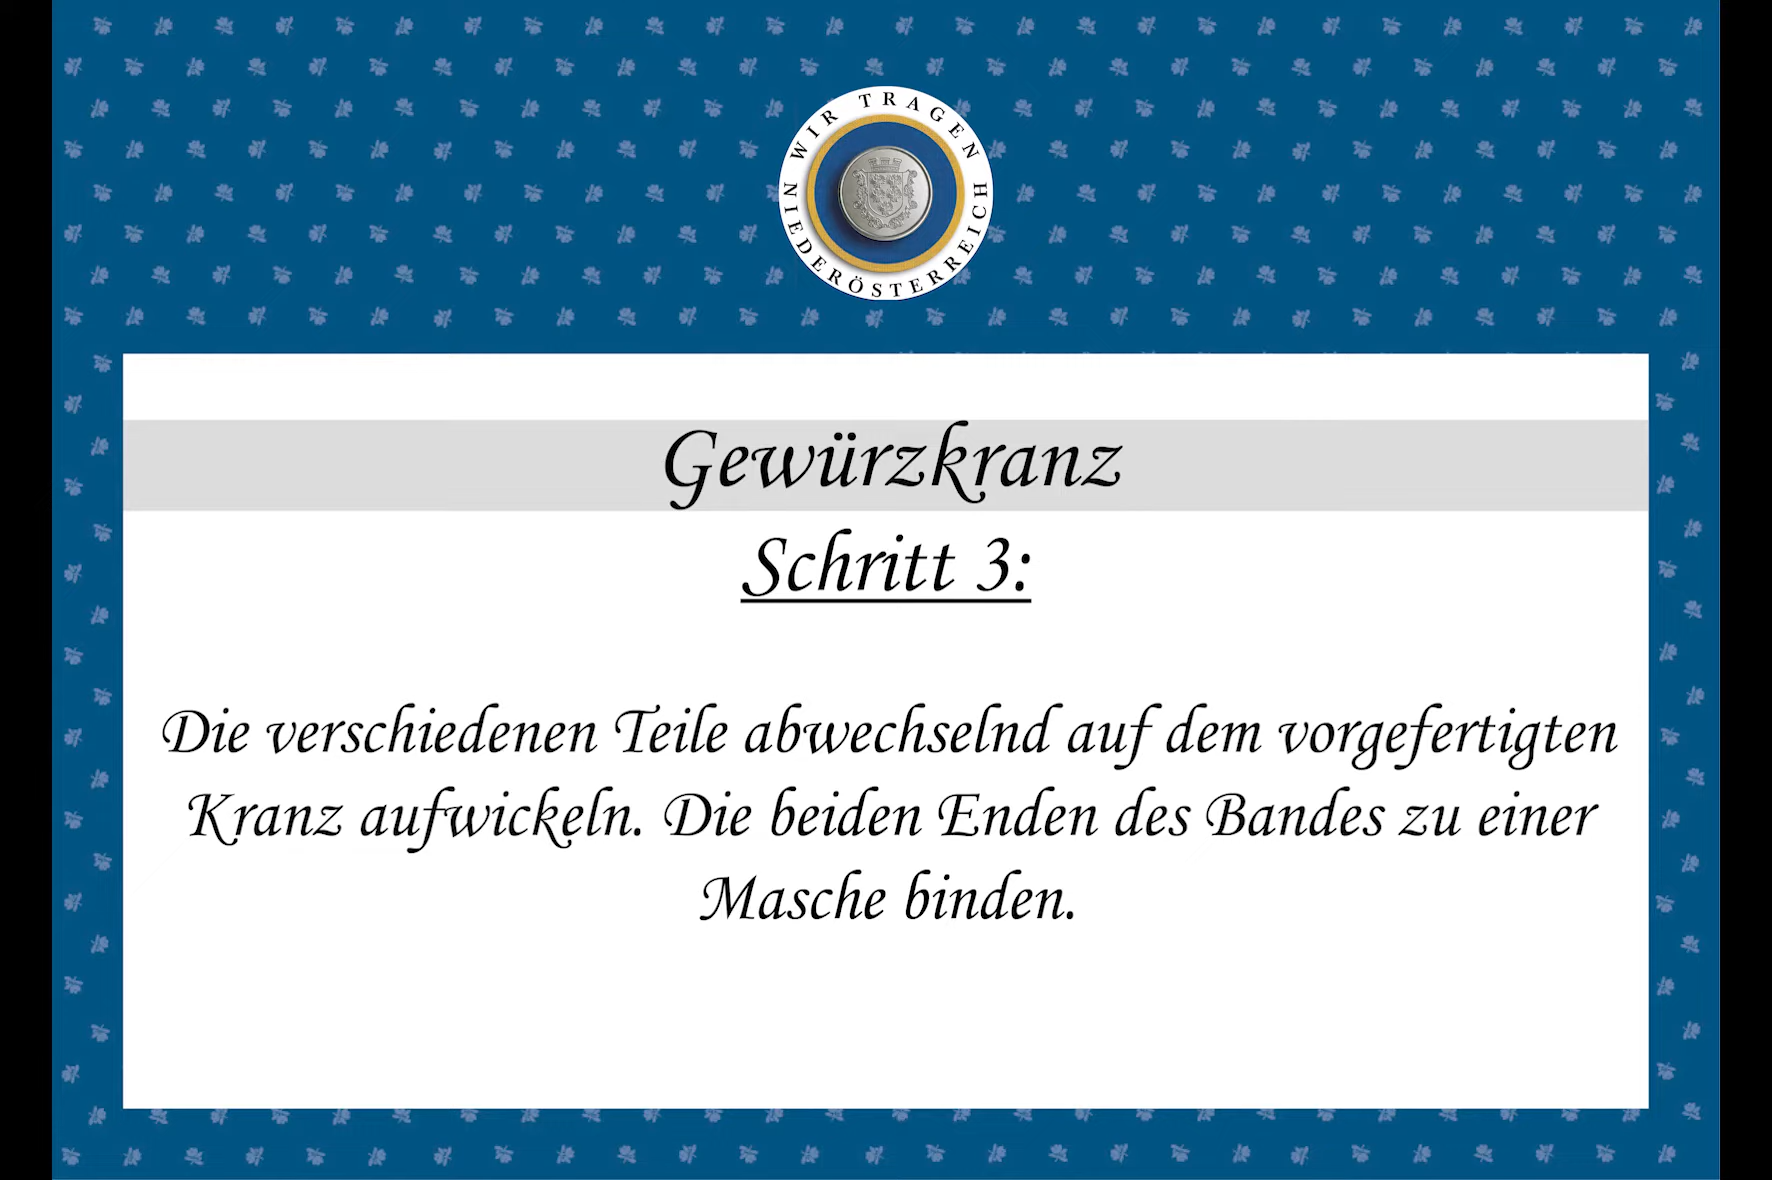 WIR TRAGEN
NIEDERÖSTERREICH
Gewürzkranz
Schritt 3:
Die verschiedenen Teile abwechselnd auf dem vorgefertigten
Kranz aufwickeln. Die beiden Enden des Bandes zu einer
Masche binden.